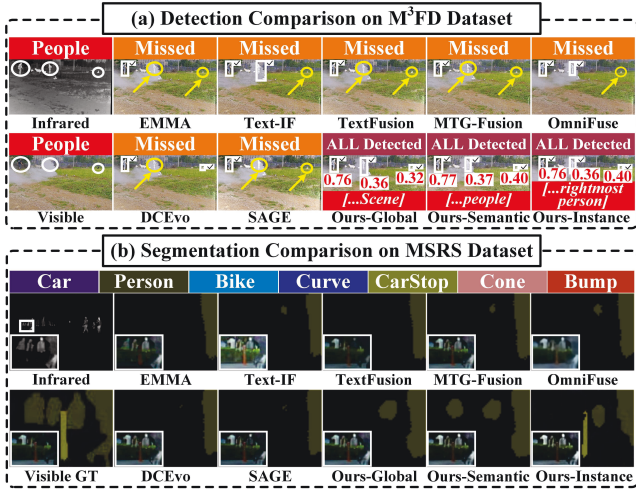 (a) Detection Comparison on M³FD Dataset
People Missed Missed Missed Missed Missed
Infrared EMMA Text-IF TextFusion MTG-Fusion OmniFuse
People Missed Missed ALL Detected ALL Detected ALL Detected
0.76 0.36 0.32 0.77 0.37 0.40 0.76 0.36 0.40
[...Scene] [...people] [...rightmost person]
Visible DCEvo SAGE Ours-Global Ours-Semantic Ours-Instance
(b) Segmentation Comparison on MSRS Dataset
Car Person Bike Curve CarStop Cone Bump
Infrared EMMA Text-IF TextFusion MTG-Fusion OmniFuse
Visible GT DCEvo SAGE Ours-Global Ours-Semantic Ours-Instance